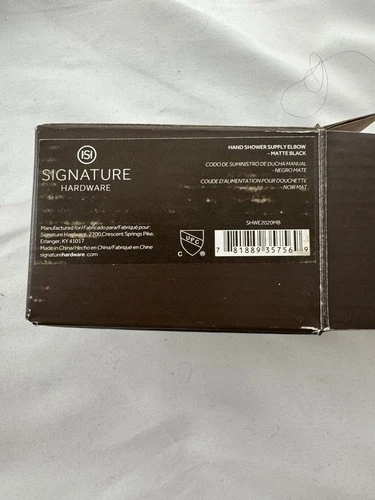 ISI
SIGNATURE
HARDWARE
HAND SHOWER SUPPLY ELBOW
- MATTE BLACK
CODO DE SUMINISTRO DE DUCHA MANUAL
- NEGRO MATE
COUDE D'ALIMENTATION POUR DOUCHETTE
- NOIR MAT
Manufactured for/Fabricado para/Fabriqué pour:
Signature Hardware, 2700 Crescent Springs Pike,
Erlanger, KY 41017
Made in China/Hecho en China/Fabriqué en Chine
signaturehardware.com
UPC
C ®
SHWE2020MB
7 81889 35756 9